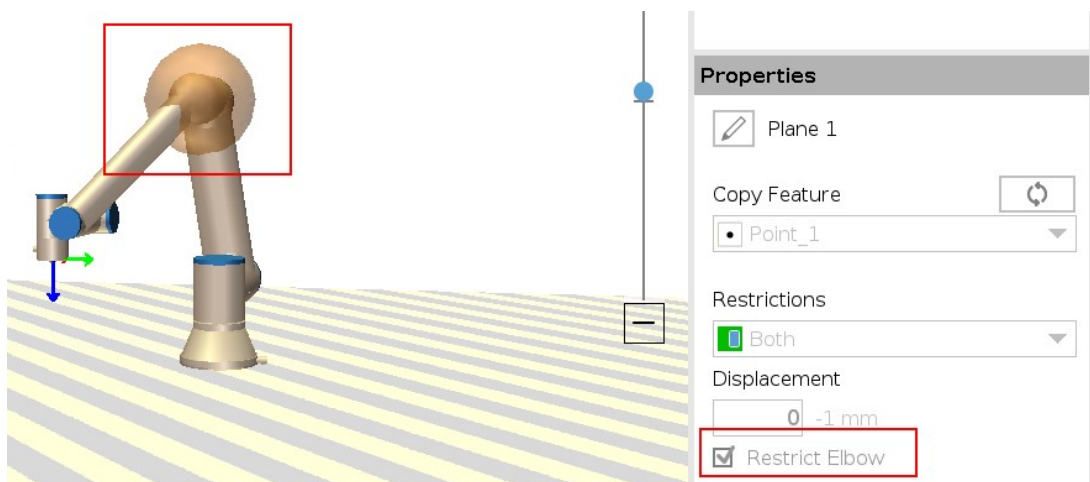 Properties
Plane 1
Copy Feature
Point_1
Restrictions
Both
Displacement
0 -1 mm
Restrict Elbow